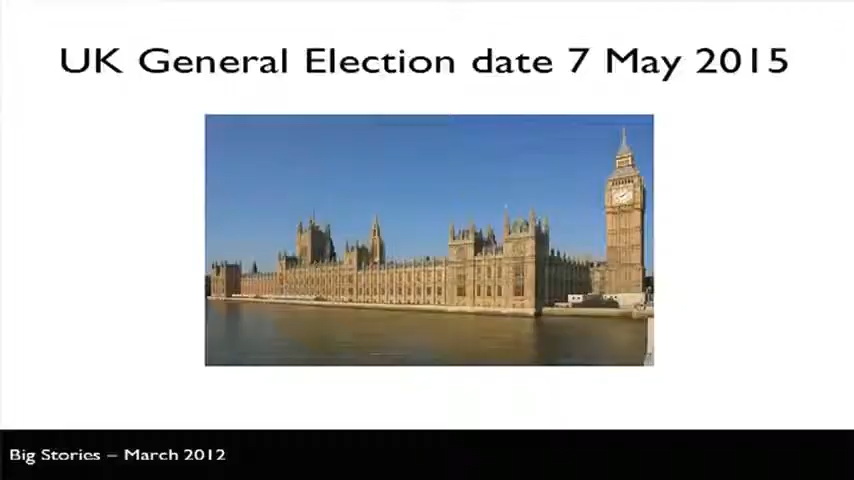 UK General Election date 7 May 2015
Big Stories – March 2012